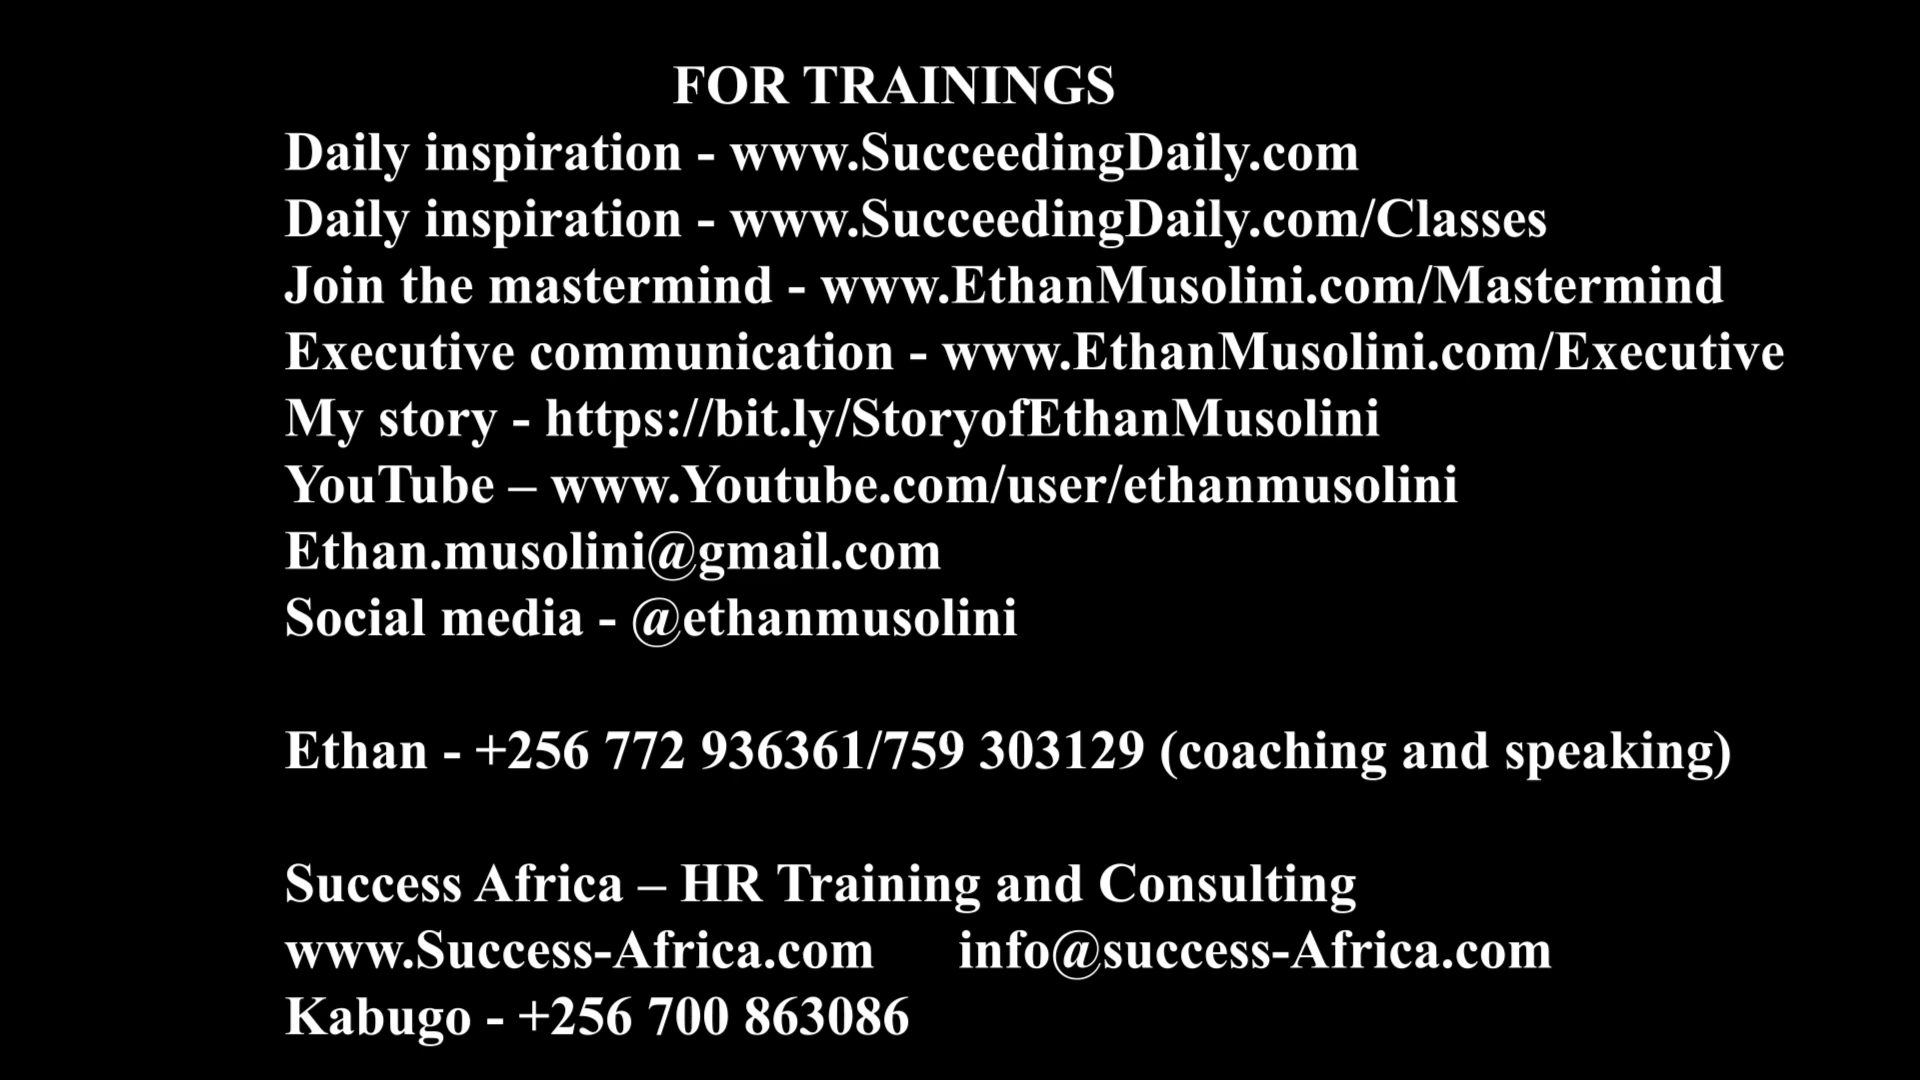 FOR TRAININGS
Daily inspiration - www.SucceedingDaily.com
Daily inspiration - www.SucceedingDaily.com/Classes
Join the mastermind - www.EthanMusolini.com/Mastermind
Executive communication - www.EthanMusolini.com/Executive
My story - https://bit.ly/StoryofEthanMusolini
YouTube – www.Youtube.com/user/ethanmusolini
Ethan.musolini@gmail.com
Social media - @ethanmusolini
Ethan - +256 772 936361/759 303129 (coaching and speaking)
Success Africa – HR Training and Consulting
www.Success-Africa.com info@success-Africa.com
Kabugo - +256 700 863086